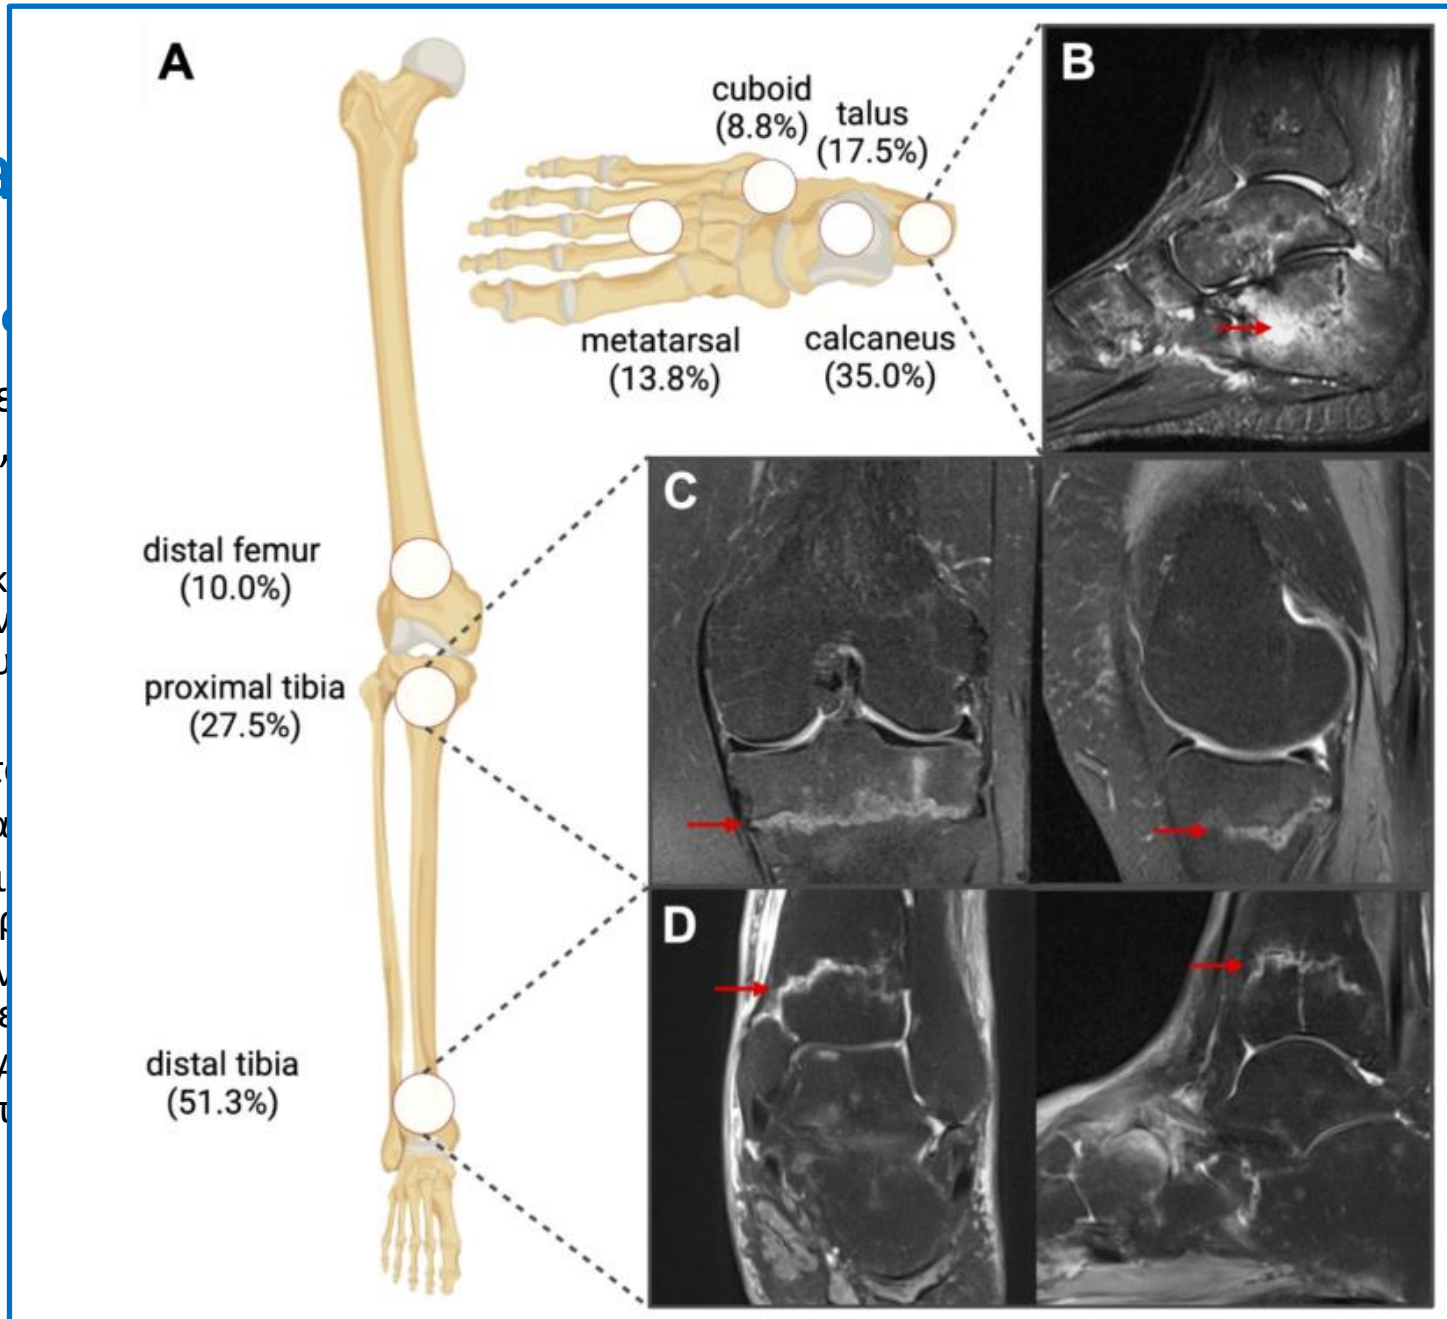 A
cuboid
(8.8%)
talus
(17.5%)
B
metatarsal
(13.8%)
calcaneus
(35.0%)
C
distal femur
(10.0%)
proximal tibia
(27.5%)
D
distal tibia
(51.3%)